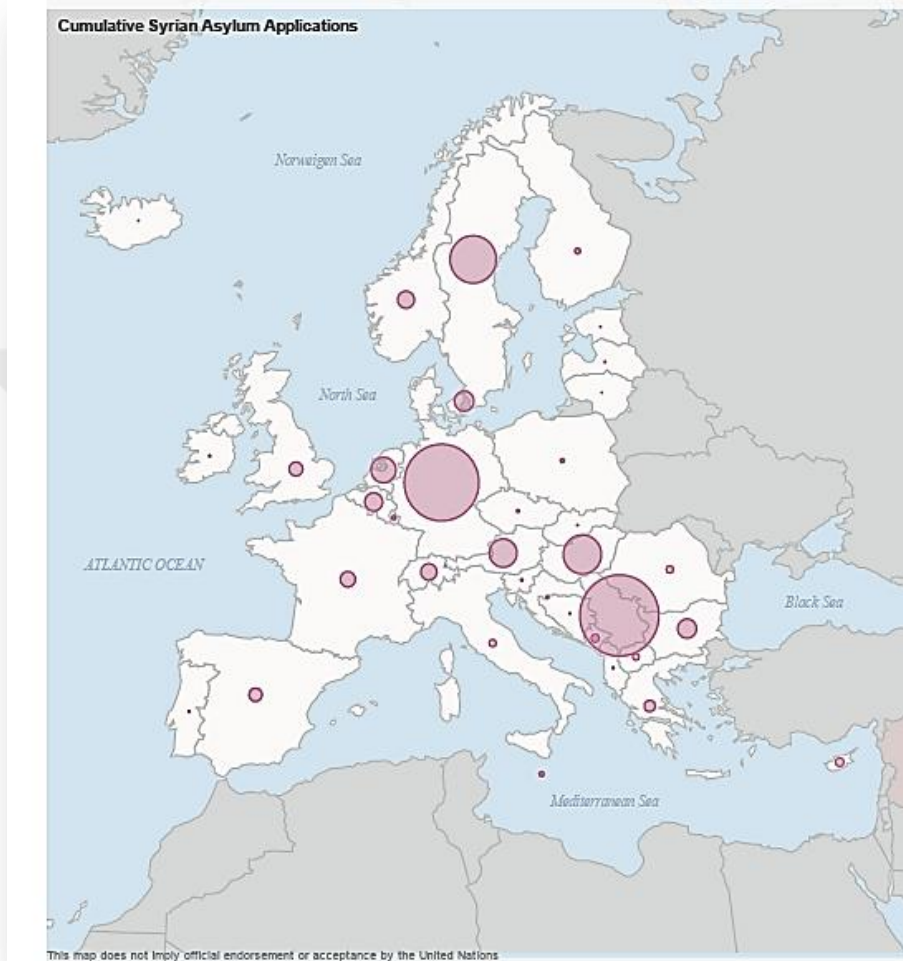 Cumulative Syrian Asylum Applications
Norweigen Sea
North Sea
ATLANTIC OCEAN
Black Sea
Mediterranean Sea
This map does not imply official endorsement or acceptance by the United Nations